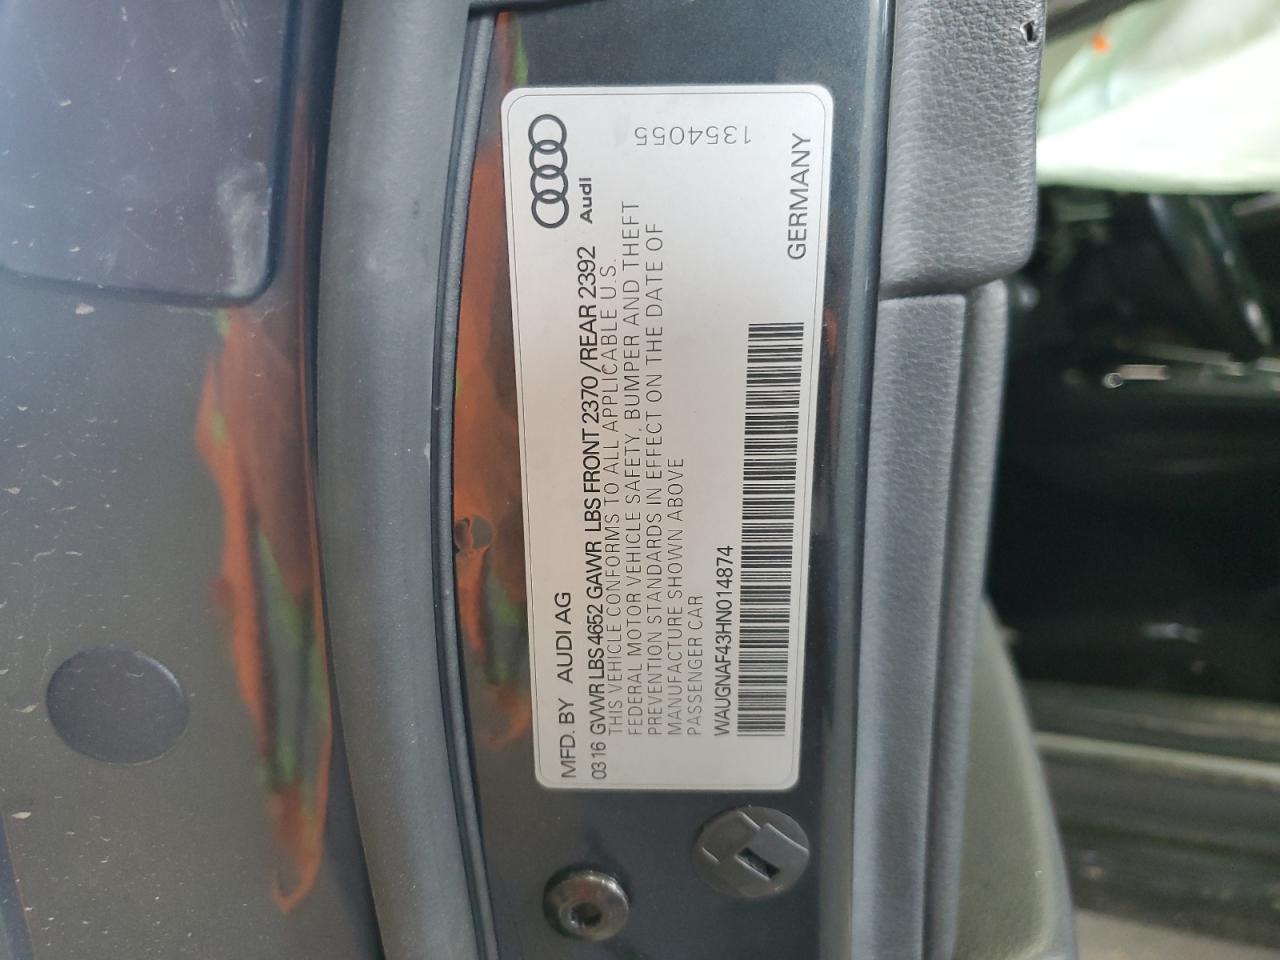 MFD. BY AUDI AG
03 16 GVWR LBS 4652 GAWR LBS FRONT 2370 /REAR 2392
Audi
THIS VEHICLE CONFORMS TO ALL APPLICABLE U.S.
FEDERAL MOTOR VEHICLE SAFETY, BUMPER AND THEFT
PREVENTION STANDARDS IN EFFECT ON THE DATE OF
MANUFACTURE SHOWN ABOVE
PASSENGER CAR
WAUGNAF43HN014874
1354055
GERMANY